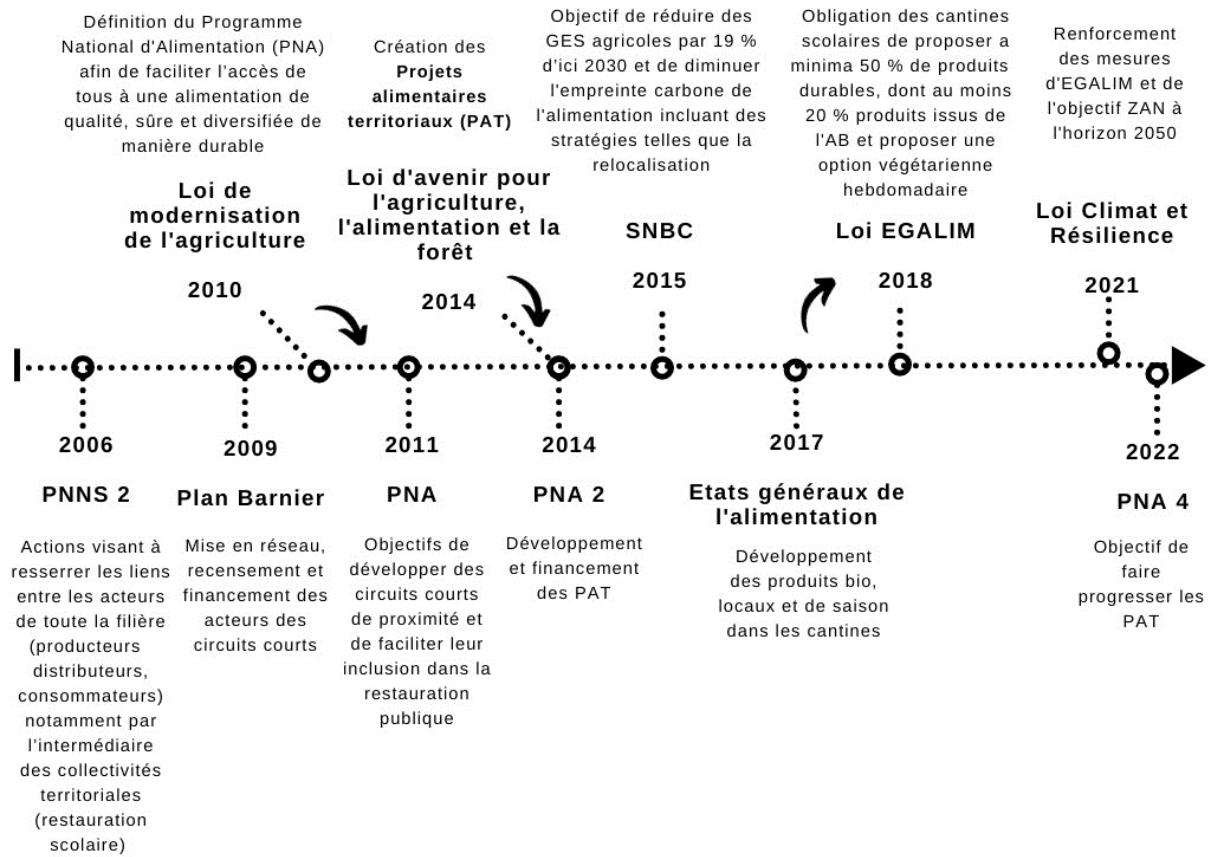 Définition du Programme
National d'Alimentation (PNA)
afin de faciliter l'accès de
tous à une alimentation de
qualité, sûre et diversifiée de
manière durable
Loi de
modernisation
de l'agriculture
2010
Création des
Projets
alimentaires
territoriaux (PAT)
Loi d'avenir pour
l'agriculture,
l'alimentation et la
forêt
2014
Objectif de réduire des
GES agricoles par 19 %
d'ici 2030 et de diminuer
l'empreinte carbone de
l'alimentation incluant des
stratégies telles que la
relocalisation
SNBC
2015
Obligation des cantines
scolaires de proposer a
minima 50 % de produits
durables, dont au moins
20 % produits issus de
l'AB et proposer une
option végétarienne
hebdomadaire
Loi EGALIM
2018
Renforcement
des mesures
d'EGALIM et de
l'objectif ZAN à
l'horizon 2050
Loi Climat et
Résilience
2021
2006
PNNS 2
Actions visant à
resserrer les liens
entre les acteurs
de toute la filière
(producteurs
distributeurs,
consommateurs)
notamment par
l'intermédiaire
des collectivités
territoriales
(restauration
scolaire)
2009
Plan Barnier
Mise en réseau,
recensement et
financement des
acteurs des
circuits courts
2011
PNA
Objectifs de
développer des
circuits courts
de proximité et
de faciliter leur
inclusion dans la
restauration
publique
2014
PNA 2
Développement
et financement
des PAT
2017
Etats généraux de
l'alimentation
Développement
des produits bio,
locaux et de saison
dans les cantines
2022
PNA 4
Objectif de
faire
progresser les
PAT